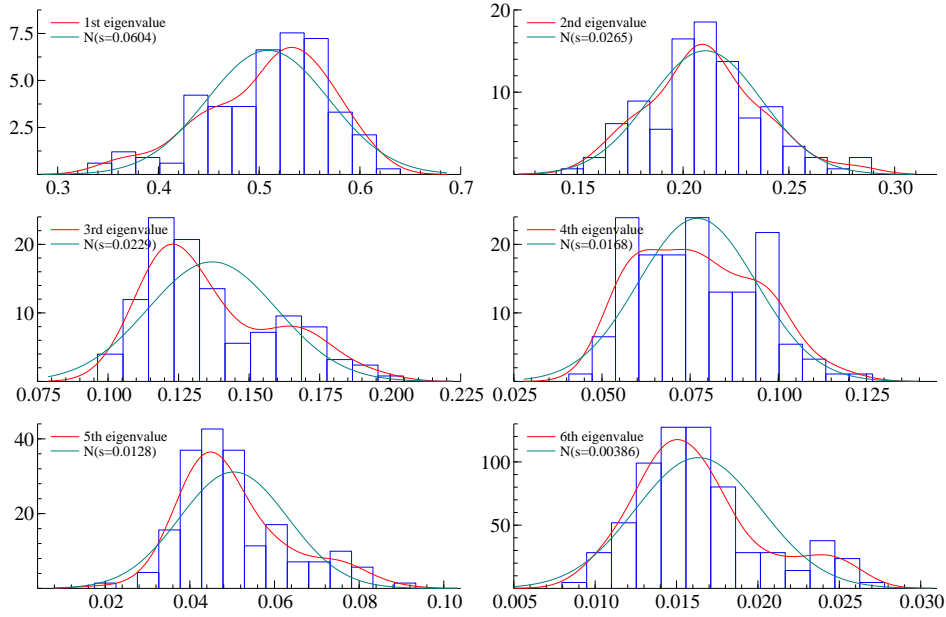 1st eigenvalue
N(s=0.0604)
7.5
5.0
2.5
0.3 0.4 0.5 0.6 0.7
2nd eigenvalue
N(s=0.0265)
20
10
0.15 0.20 0.25 0.30
3rd eigenvalue
N(s=0.0229)
20
10
0.075 0.100 0.125 0.150 0.175 0.200 0.225
4th eigenvalue
N(s=0.0168)
20
10
0.025 0.050 0.075 0.100 0.125
5th eigenvalue
N(s=0.0128)
40
20
0.02 0.04 0.06 0.08 0.10
6th eigenvalue
N(s=0.00386)
100
50
0.005 0.010 0.015 0.020 0.025 0.030